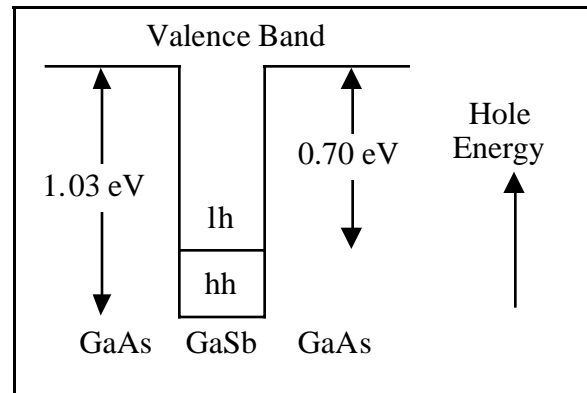 Valence Band
Hole
Energy
0.70 eV
1.03 eV
lh
hh
GaAs GaSb GaAs